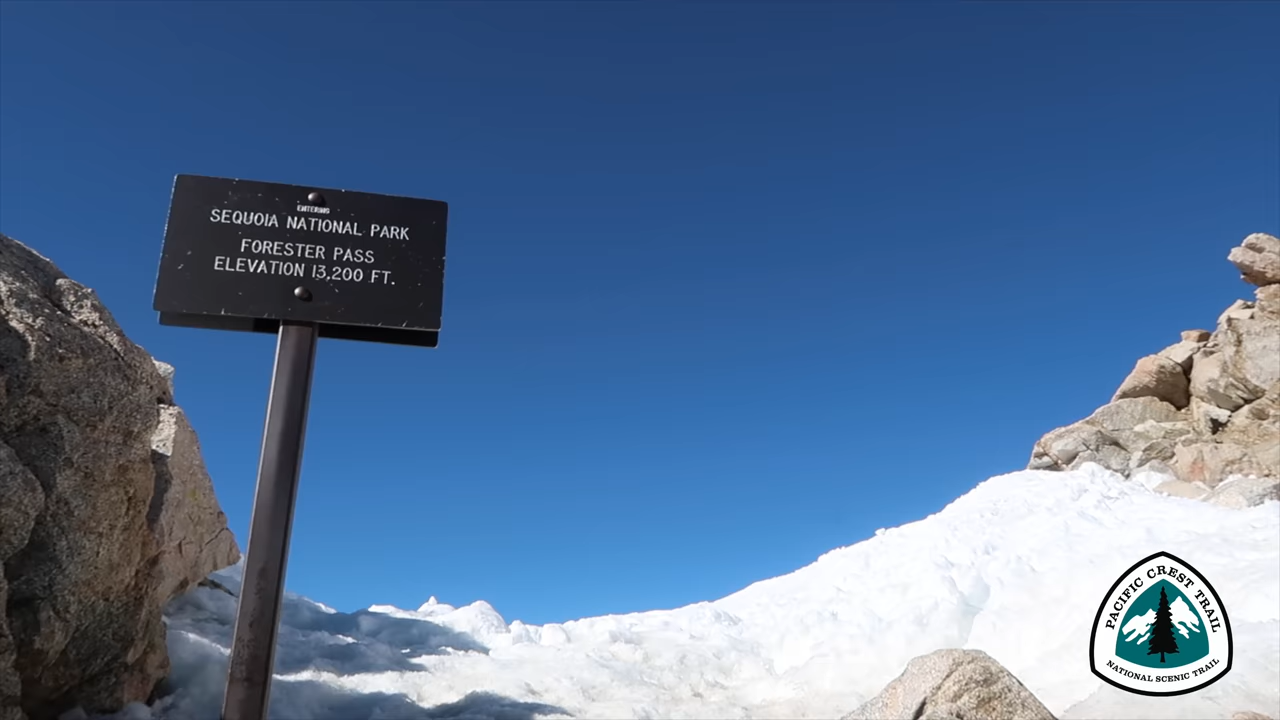 ENTERING
SEQUOIA NATIONAL PARK
FORESTER PASS
ELEVATION 13,200 FT.
PACIFIC CREST TRAIL
NATIONAL SCENIC TRAIL